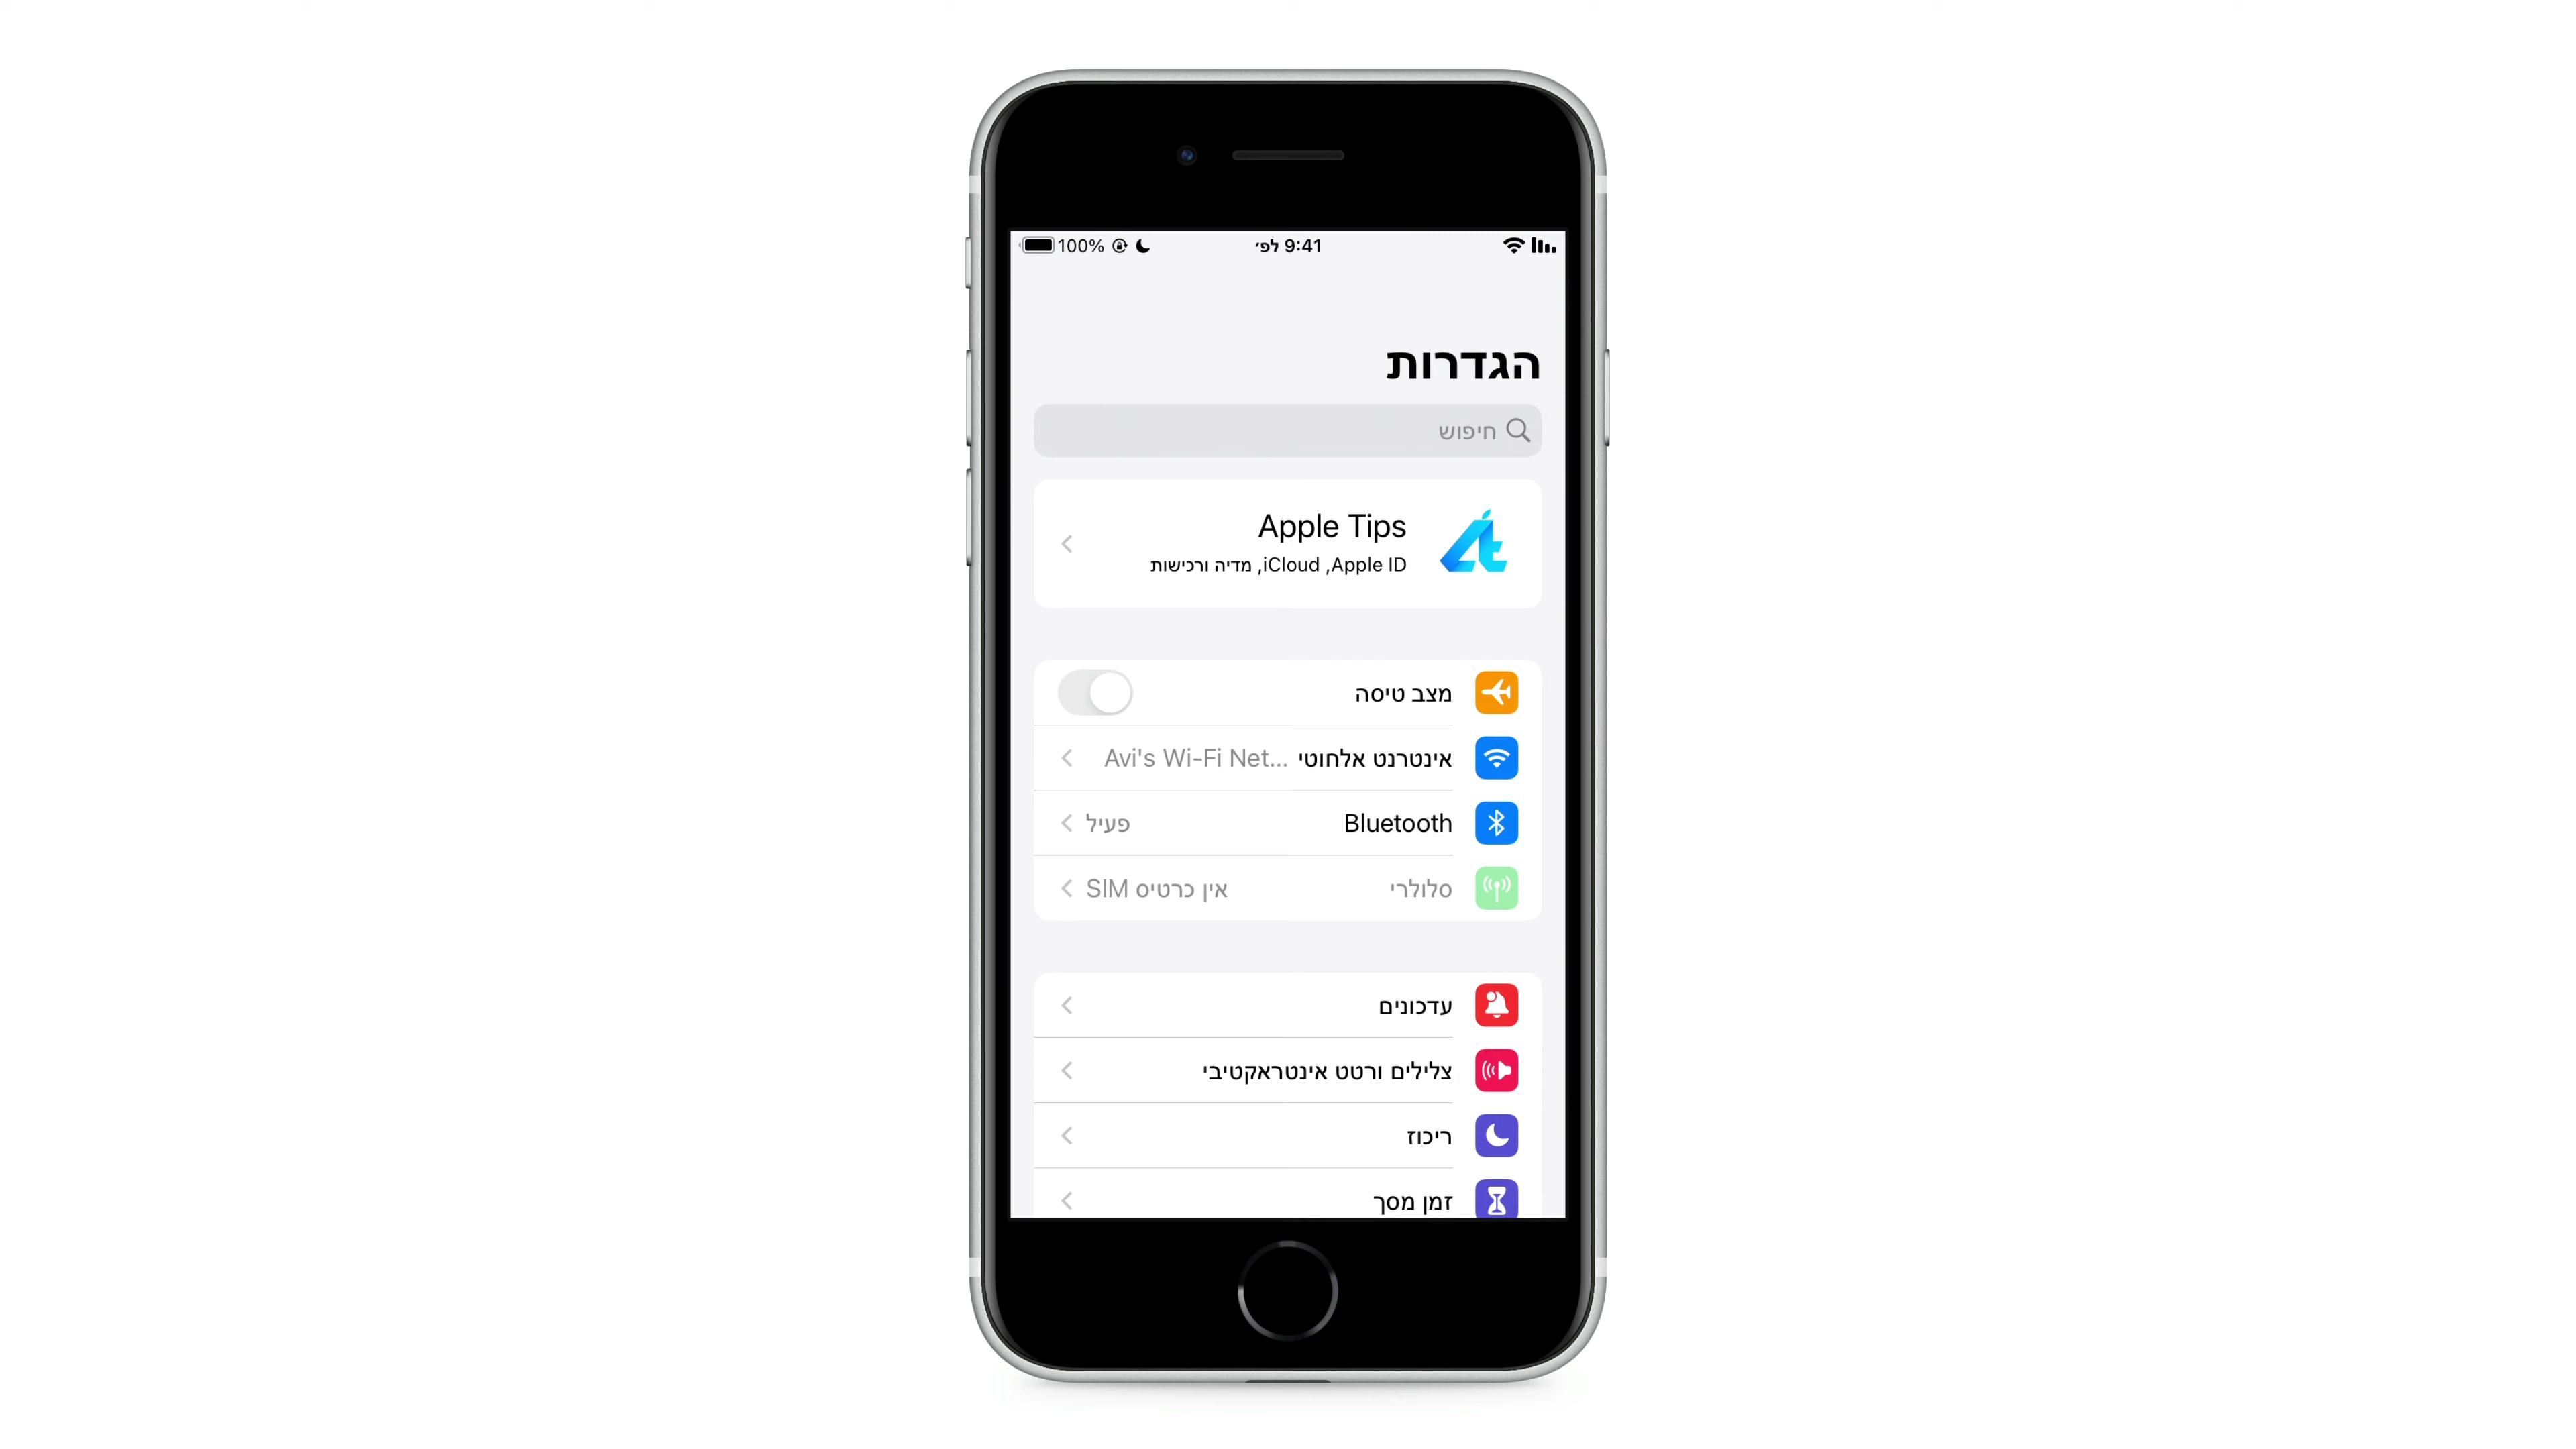 9:41 לפ׳
100%
הגדרות
חיפוש
Apple Tips
Apple ID, iCloud, מדיה ורכישות
מצב טיסה
אינטרנט אלחוטי Avi's Wi-Fi Net...
Bluetooth פעיל
סלולרי אין כרטיס SIM
עדכונים
צלילים ורטט אינטראקטיבי
ריכוז
זמן מסך